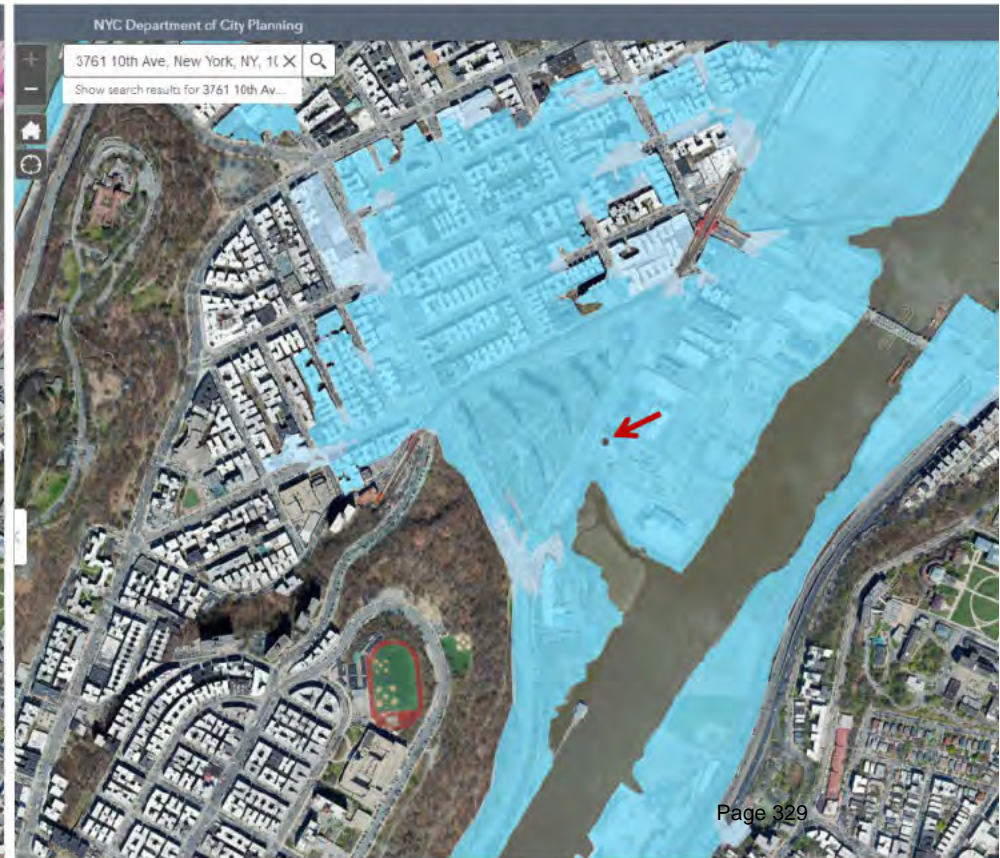 NYC Department of City Planning
3761 10th Ave, New York, NY, 10
Show search results for 3761 10th Av...
Page 329